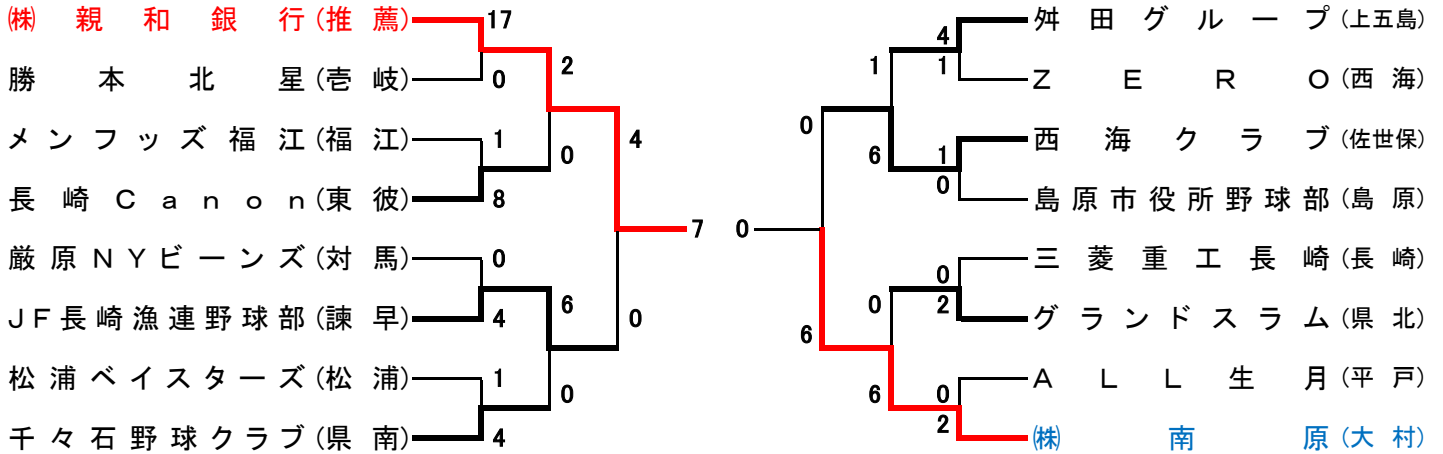 ㈱親和銀行(推薦)
勝本北星(壱岐)
メンフッズ福江(福江)
長崎Ｃａｎｏｎ(東彼)
厳原ＮＹビーンズ(対馬)
ＪＦ長崎漁連野球部(諫早)
松浦ベイスターズ(松浦)
千々石野球クラブ(県南)
17
0
1
8
0
4
1
4
2
0
6
0
4
0
7
0
0
6
1
6
0
6
4
1
1
0
0
2
0
2
舛田グループ(上五島)
ＺＥＲＯ(西海)
西海クラブ(佐世保)
島原市役所野球部(島原)
三菱重工長崎(長崎)
グランドスラム(県北)
ＡＬＬ生月(平戸)
㈱南原(大村)